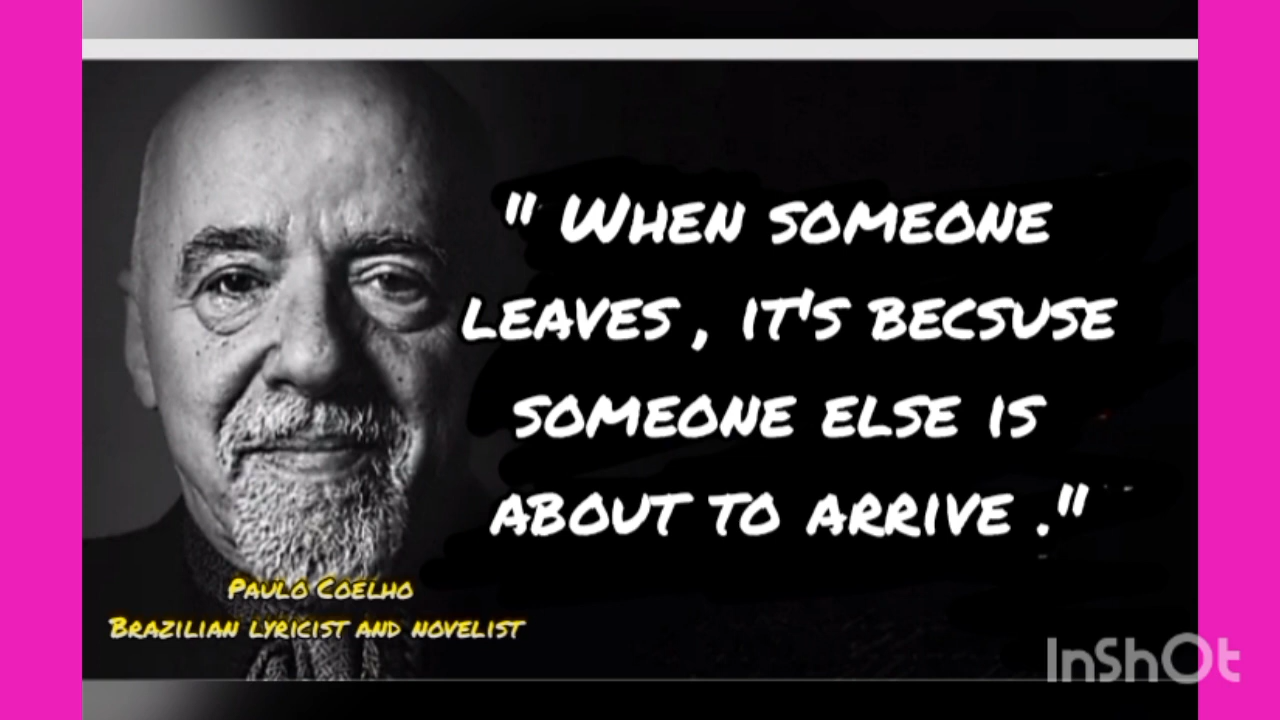 " When someone
leaves , it's becsuse
someone else is
about to arrive ."
Paulo Coelho
Brazilian lyricist and novelist
InShOt